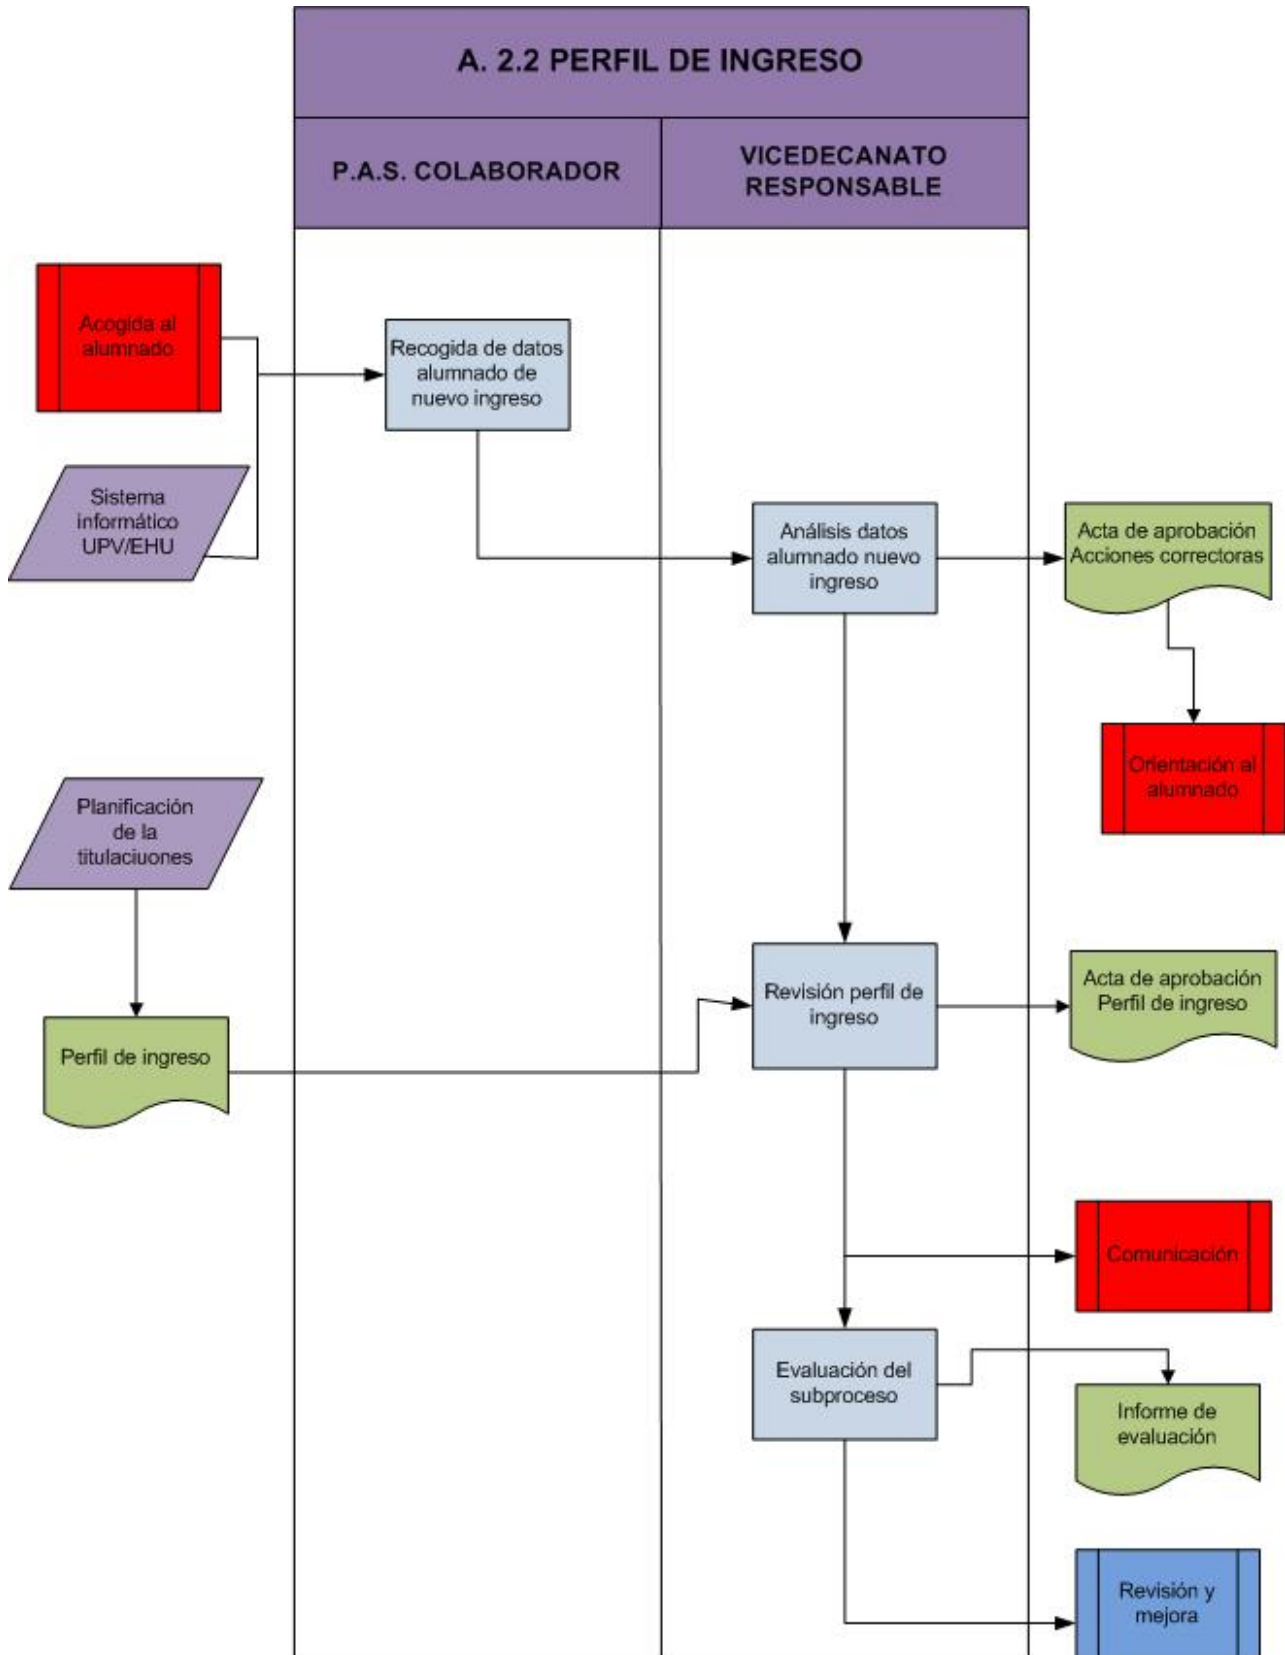 A. 2.2 PERFIL DE INGRESO
P.A.S. COLABORADOR
VICEDECANATO
RESPONSABLE
Acogida al
alumnado
Recogida de datos
alumnado de
nuevo ingreso
Sistema
informático
UPV/EHU
Análisis datos
alumnado nuevo
ingreso
Acta de aprobación
Acciones correctoras
Orientación al
alumnado
Planificación
de la
titulaciuones
Revisión perfil de
ingreso
Acta de aprobación
Perfil de ingreso
Perfil de ingreso
Comunicación
Evaluación del
subproceso
Informe de
evaluación
Revisión y
mejora